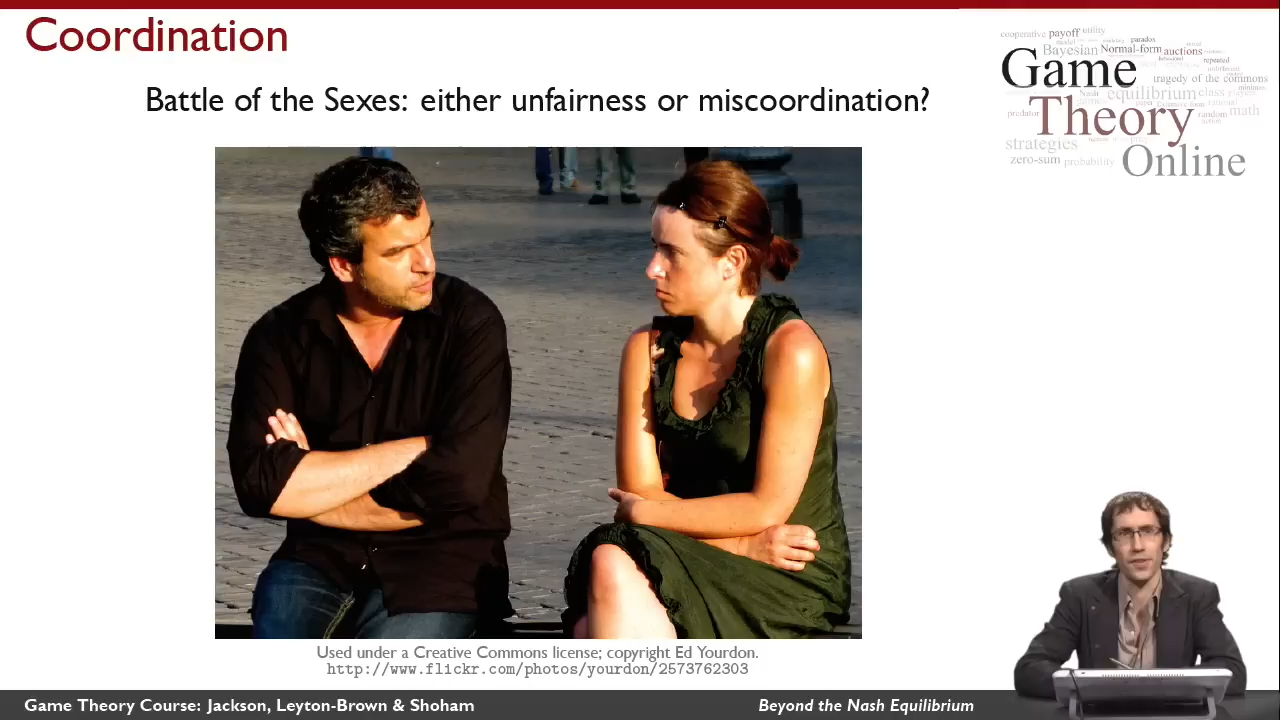 Coordination
Battle of the Sexes: either unfairness or miscoordination?
cooperative payoff utility
paradox
Bayesian Normal-form auctions
repeated
Game
tragedy of the commons
Nash equilibrium class
Theory
predator
random math
strategies
zero-sum probability
Online
Used under a Creative Commons license; copyright Ed Yourdon.
http://www.flickr.com/photos/yourdon/2573762303
Game Theory Course: Jackson, Leyton-Brown & Shoham
Beyond the Nash Equilibrium